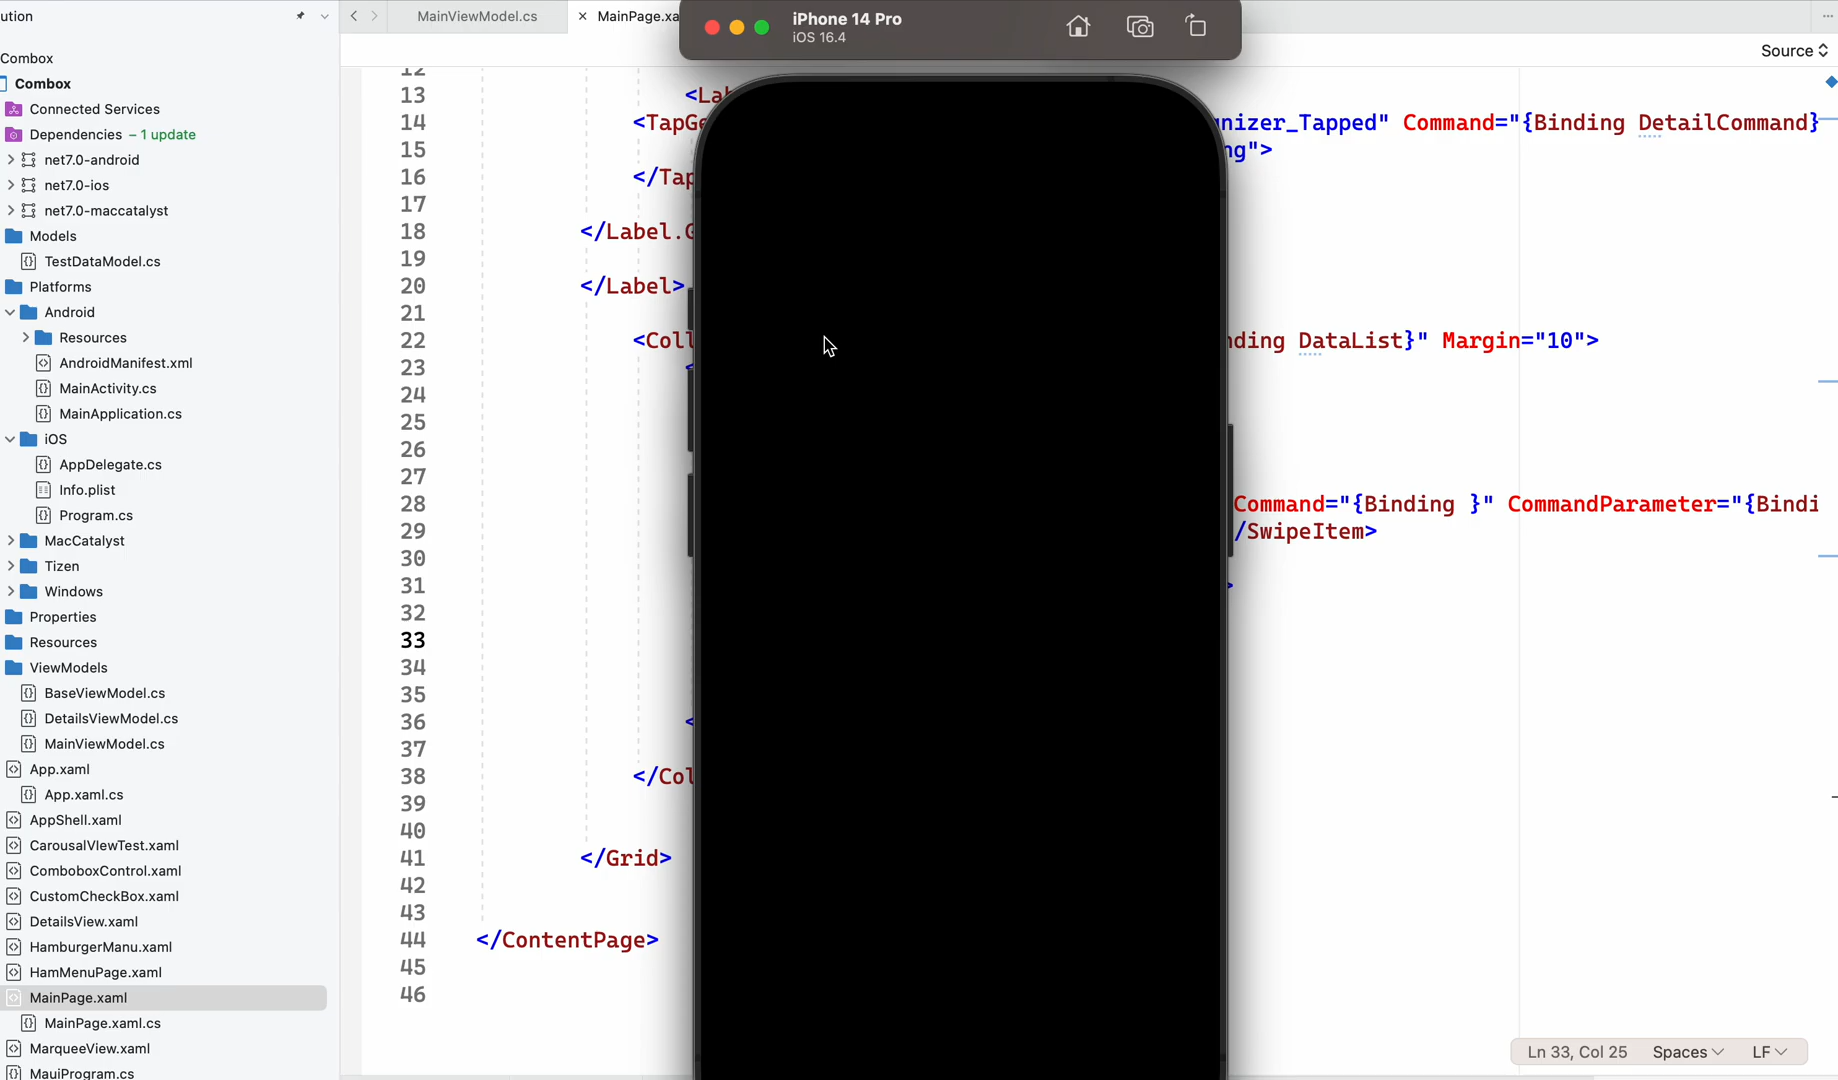 ution
MainViewModel.cs
MainPage.xa
iPhone 14 Pro
iOS 16.4
Source
Combox
Combox
Connected Services
Dependencies – 1 update
net7.0-android
net7.0-ios
net7.0-maccatalyst
Models
TestDataModel.cs
Platforms
Android
Resources
AndroidManifest.xml
MainActivity.cs
MainApplication.cs
iOS
AppDelegate.cs
Info.plist
Program.cs
MacCatalyst
Tizen
Windows
Properties
Resources
ViewModels
BaseViewModel.cs
DetailsViewModel.cs
MainViewModel.cs
App.xaml
App.xaml.cs
AppShell.xaml
CarousalVIewTest.xaml
ComboboxControl.xaml
CustomCheckBox.xaml
DetailsView.xaml
HamburgerManu.xaml
HamMenuPage.xaml
MainPage.xaml
MainPage.xaml.cs
MarqueeView.xaml
MauiProgram.cs
12
13 <Lab
14 <TapGe nizer_Tapped" Command="{Binding DetailCommand}
15 ng">
16 </Tap
17
18 </Label.G
19
20 </Label>
21
22 <Coll nding DataList}" Margin="10">
23 <
24
25
26
27
28 Command="{Binding }" CommandParameter="{Bindi
29 /SwipeItem>
30
31 >
32
33
34
35
36 <
37
38 </Col
39
40
41 </Grid>
42
43
44 </ContentPage>
45
46
Ln 33, Col 25 Spaces LF